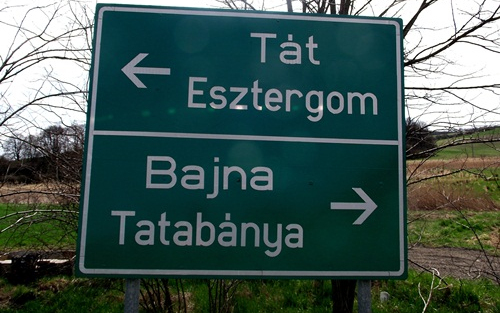 Tát
Esztergom
Bajna
Tatabánya